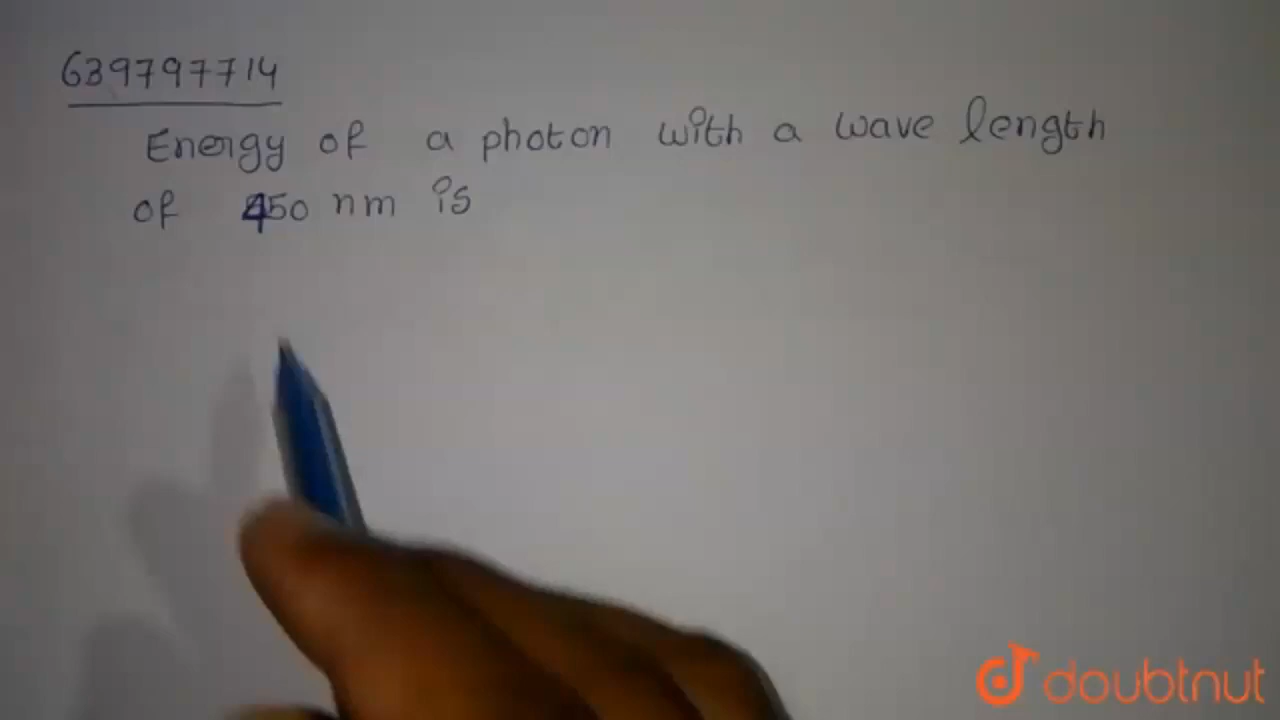 639797714
Energy of a photon with a wave length
of 450 nm is
doubtnut